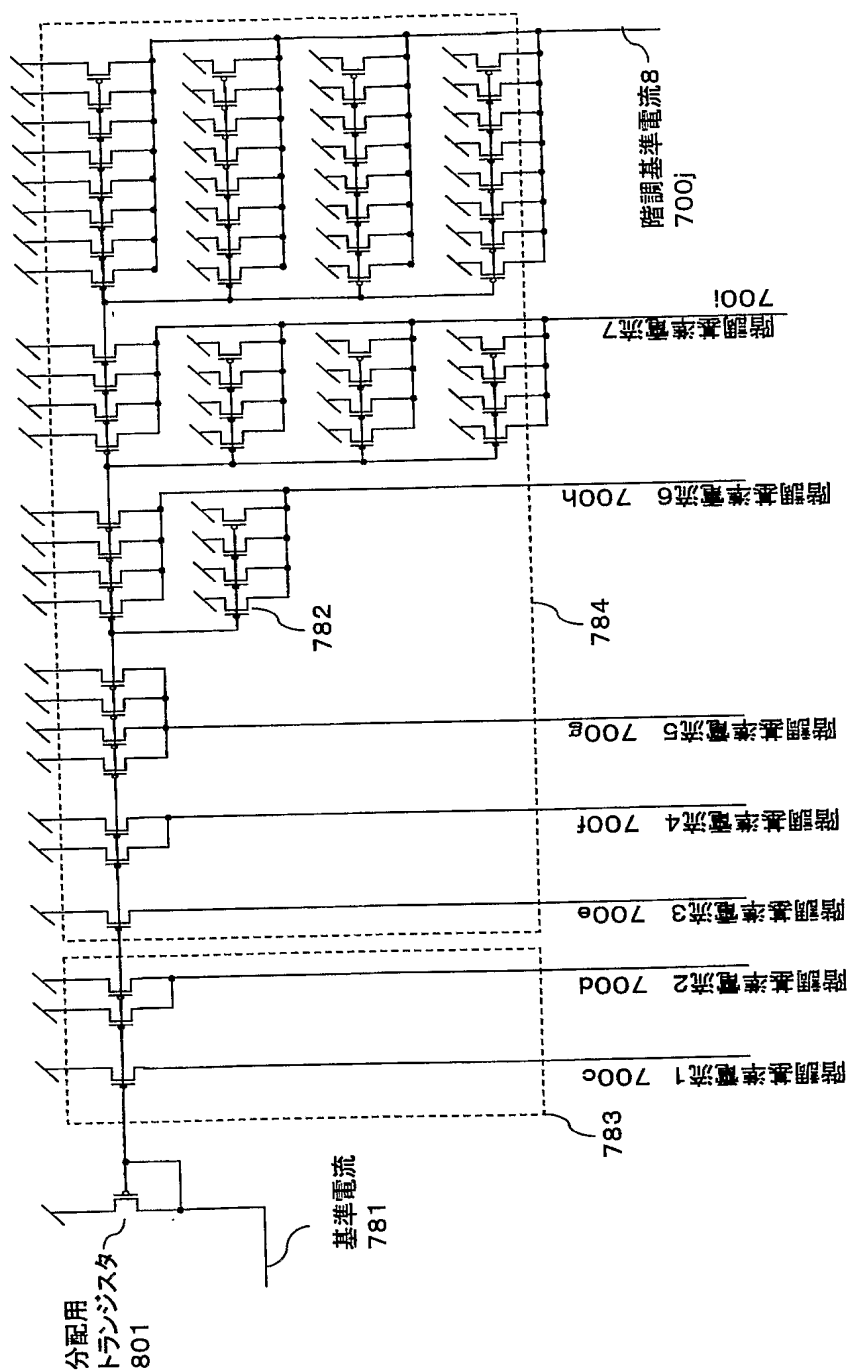 分配用
トランジスタ
801
基準電流
781
783
階調基準電流1 700c
階調基準電流2 700d
階調基準電流3 700e
階調基準電流4 700f
階調基準電流5 700g
782
784
階調基準電流6 700h
階調基準電流7
700i
階調基準電流8
700j